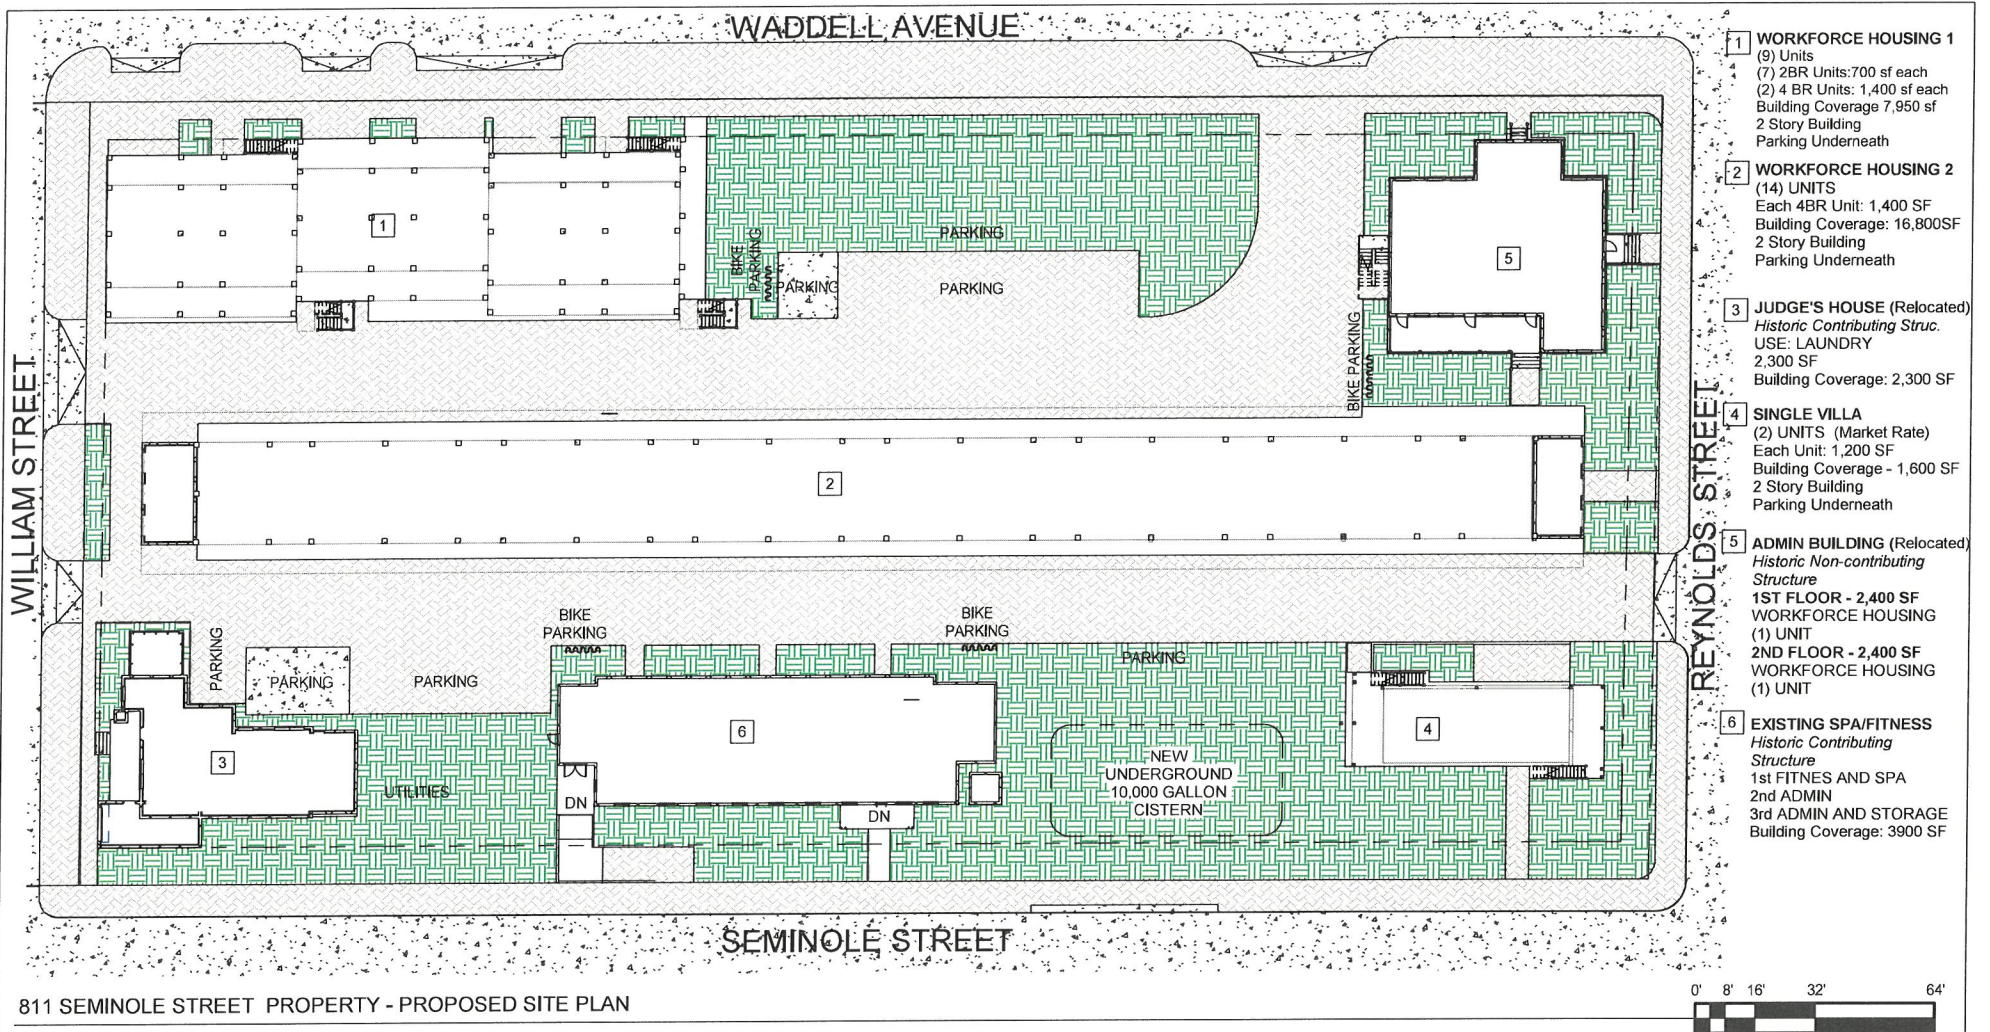 WADDELL AVENUE
1 WORKFORCE HOUSING 1
(9) Units
(7) 2BR Units:700 sf each
(2) 4 BR Units: 1,400 sf each
Building Coverage 7,950 sf
2 Story Building
Parking Underneath
2 WORKFORCE HOUSING 2
(14) UNITS
Each 4BR Unit: 1,400 SF
Building Coverage: 16,800SF
2 Story Building
Parking Underneath
3 JUDGE'S HOUSE (Relocated)
Historic Contributing Struc.
USE: LAUNDRY
2,300 SF
Building Coverage: 2,300 SF
4 SINGLE VILLA
(2) UNITS (Market Rate)
Each Unit: 1,200 SF
Building Coverage - 1,600 SF
2 Story Building
Parking Underneath
5 ADMIN BUILDING (Relocated)
Historic Non-contributing
Structure
1ST FLOOR - 2,400 SF
WORKFORCE HOUSING
(1) UNIT
2ND FLOOR - 2,400 SF
WORKFORCE HOUSING
(1) UNIT
6 EXISTING SPA/FITNESS
Historic Contributing
Structure
1st FITNES AND SPA
2nd ADMIN
3rd ADMIN AND STORAGE
Building Coverage: 3900 SF
WILLIAM STREET
REYNOLDS STREET
1
PARKING
BIKE
PARKING
PARKING
PARKING
5
BIKE PARKING
2
BIKE
PARKING
BIKE
PARKING
PARKING
PARKING
PARKING
PARKING
3
UTILITIES
6
DN
DN
NEW
UNDERGROUND
10,000 GALLON
CISTERN
4
SEMINOLE STREET
811 SEMINOLE STREET PROPERTY - PROPOSED SITE PLAN
0' 8' 16' 32' 64'